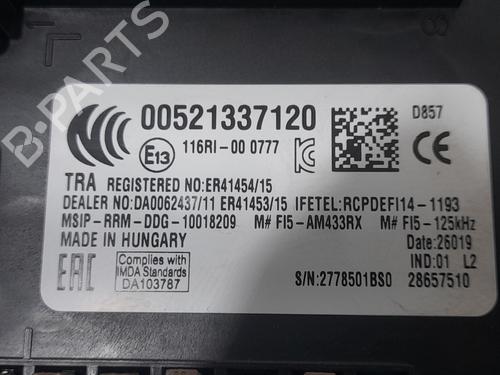 00521337120
D857
E13
116RI-00 0777
TRA REGISTERED NO:ER41454/15
DEALER NO:DA0062437/11 ER41453/15 IFETEL:RCPDEFI14-1193
MSIP-RRM-DDG-10018209 M# FI5-AM433RX M# FI5-125kHz
MADE IN HUNGARY
Date:26019
EAC
Complies with
IMDA Standards
DA103787
IND:01 L2
S/N:2778501BS0 28657510
B-PARTS